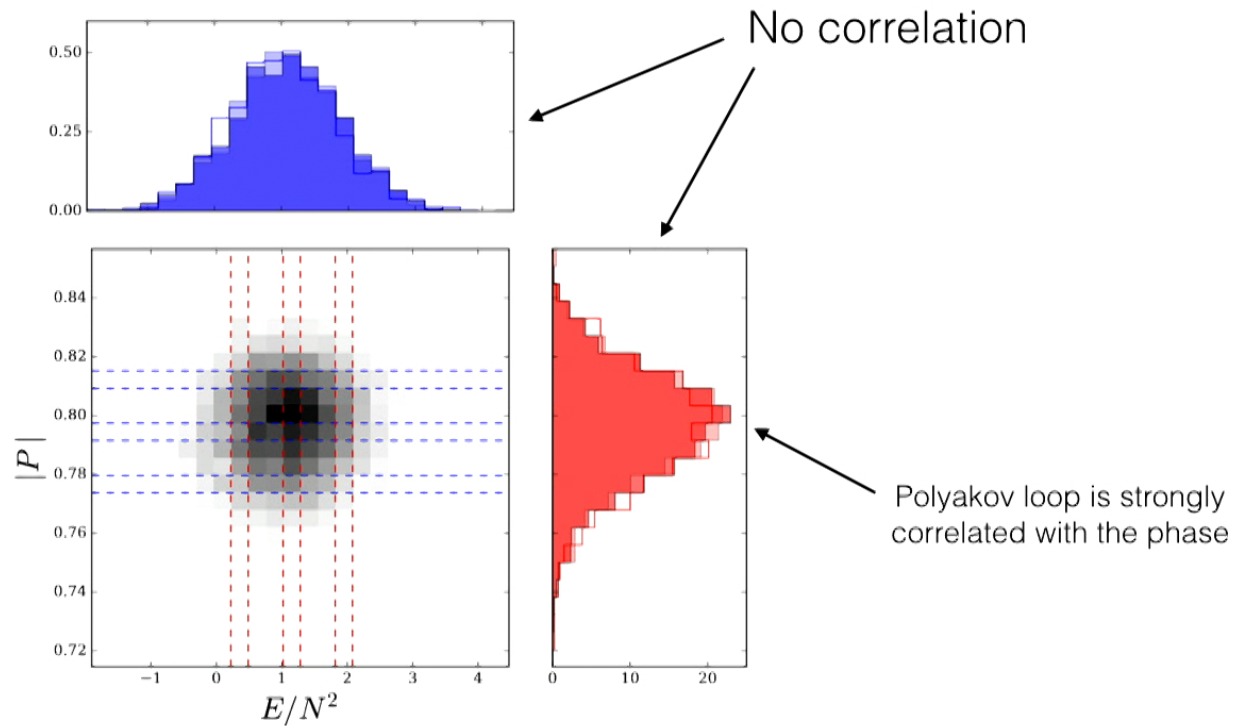 No correlation
0.50
0.25
0.00
0.84
0.82
0.80
0.78
0.76
0.74
0.72
|P|
−1 0 1 2 3 4
E/N²
0 10 20
Polyakov loop is strongly
correlated with the phase